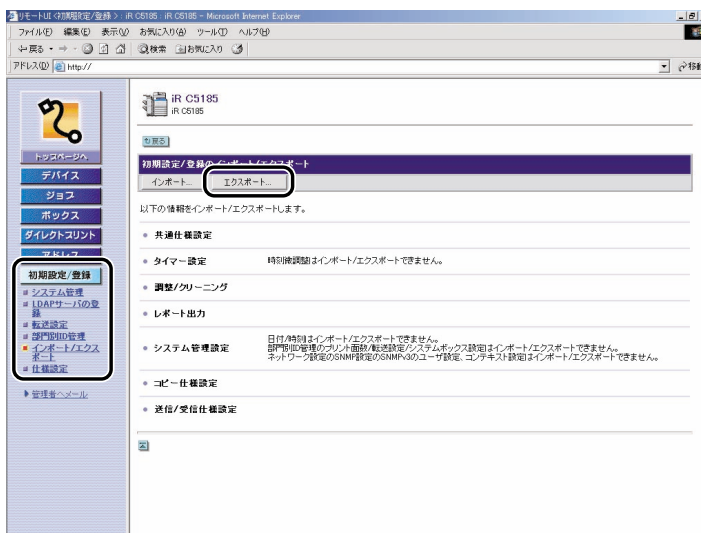 リモートUI <初期設定/登録> : iR C5185 : iR C5185 - Microsoft Internet Explorer
ファイル(F) 編集(E) 表示(V) お気に入り(A) ツール(T) ヘルプ(H)
戻る 検索 お気に入り
アドレス(D) http://
移動
iR C5185
iR C5185
戻る
トップページへ
デバイス
ジョブ
ボックス
ダイレクトプリント
アドレス
初期設定/登録
システム管理
LDAPサーバの登録
転送設定
部門別ID管理
インポート/エクスポート
仕様設定
管理者へメール
初期設定/登録のインポート/エクスポート
インポート... エクスポート...
以下の情報をインポート/エクスポートします。
共通仕様設定
タイマー設定 時刻微調整はインポート/エクスポートできません。
調整/クリーニング
レポート出力
システム管理設定 日付/時刻はインポート/エクスポートできません。
部門別ID管理のプリント面数/転送設定/システムボックス設定はインポート/エクスポートできません。
ネットワーク設定のSNMP設定のSNMPv3のユーザ設定、コンテキスト設定はインポート/エクスポートできません。
コピー仕様設定
送信/受信仕様設定